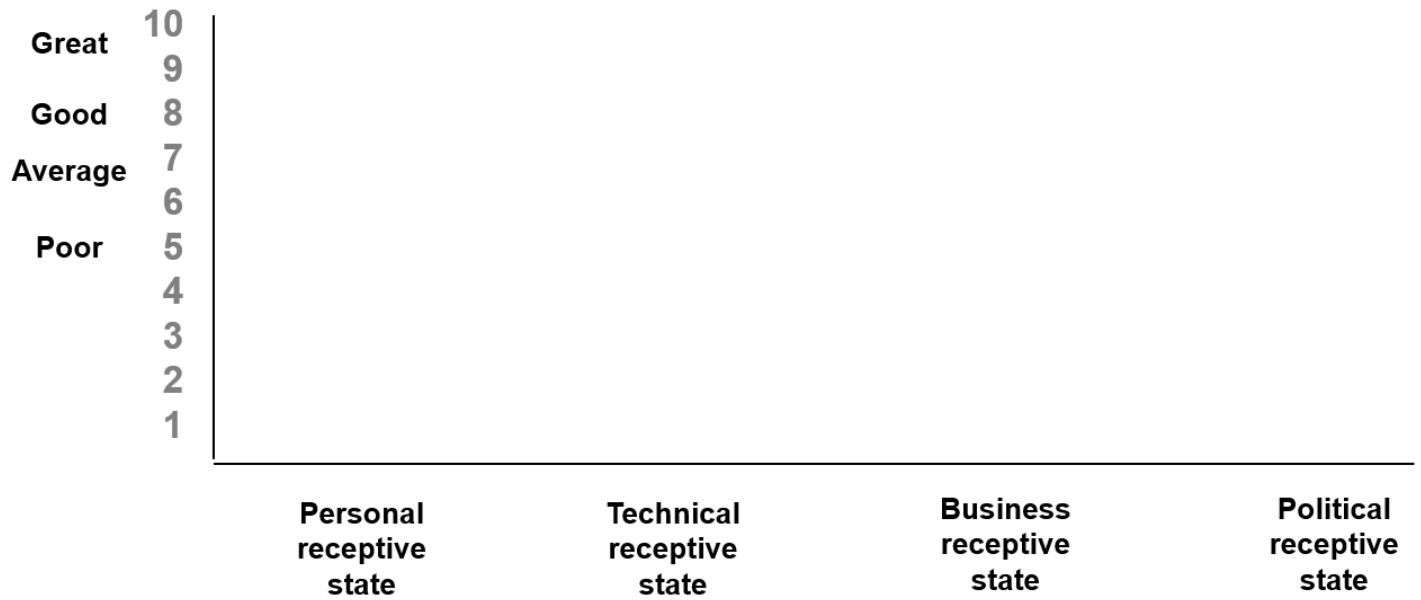 10
Great
9
Good 8
7
Average
6
Poor 5
4
3
2
1
Personal
receptive
state
Technical
receptive
state
Business
receptive
state
Political
receptive
state